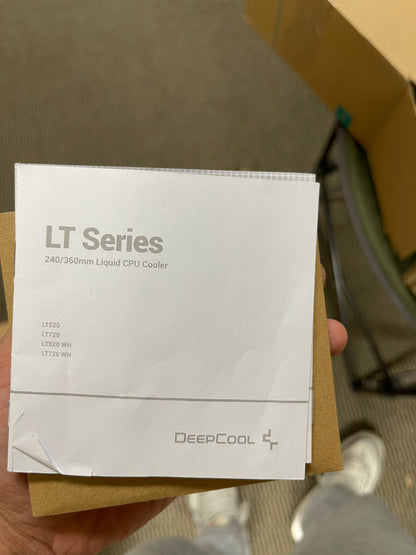 LT Series
240/360mm Liquid CPU Cooler
LT520
LT720
LT520 WH
LT720 WH
DEEPCOOL